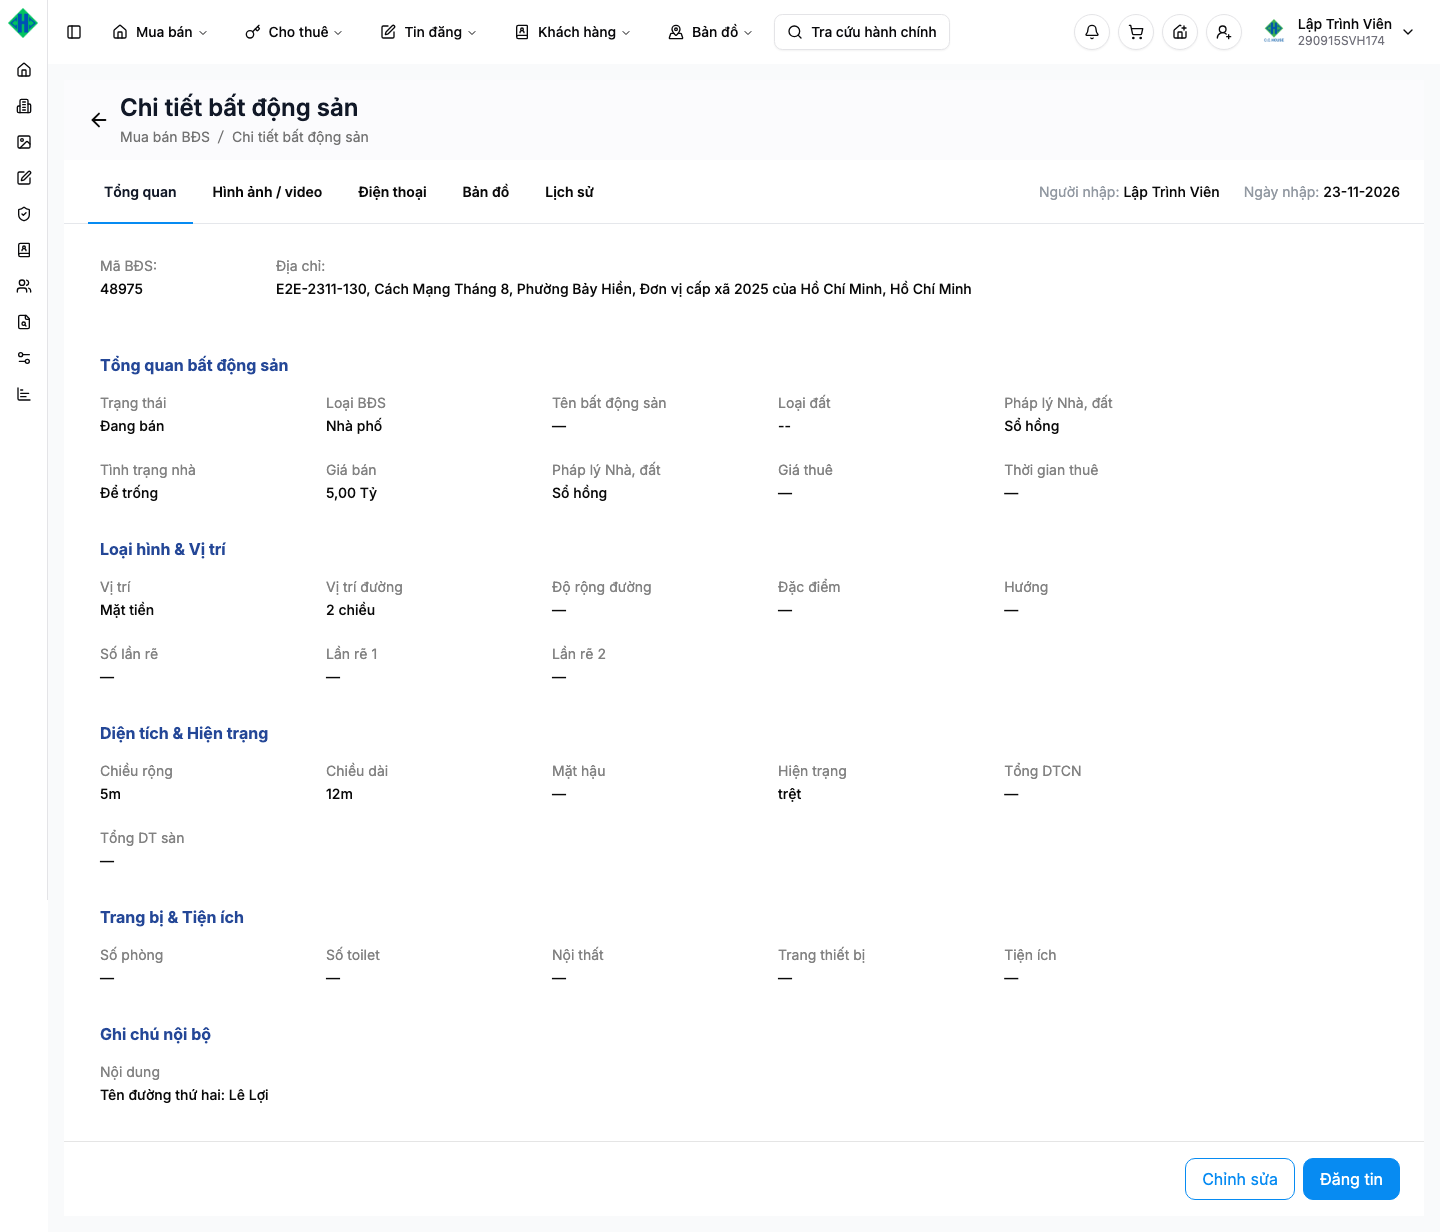 Mua bán
Cho thuê
Tin đăng
Khách hàng
Bản đồ
Tra cứu hành chính
Lập Trình Viên
290915SVH174
Chi tiết bất động sản
Mua bán BĐS / Chi tiết bất động sản
Tổng quan
Hình ảnh / video
Điện thoại
Bản đồ
Lịch sử
Người nhập: Lập Trình Viên
Ngày nhập: 23-11-2026
Mã BĐS:
48975
Địa chỉ:
E2E-2311-130, Cách Mạng Tháng 8, Phường Bảy Hiền, Đơn vị cấp xã 2025 của Hồ Chí Minh, Hồ Chí Minh
Tổng quan bất động sản
Trạng thái
Đang bán
Loại BĐS
Nhà phố
Tên bất động sản
—
Loại đất
--
Pháp lý Nhà, đất
Sổ hồng
Tình trạng nhà
Để trống
Giá bán
5,00 Tỷ
Pháp lý Nhà, đất
Sổ hồng
Giá thuê
—
Thời gian thuê
—
Loại hình & Vị trí
Vị trí
Mặt tiền
Vị trí đường
2 chiều
Độ rộng đường
—
Đặc điểm
—
Hướng
—
Số lần rẽ
—
Lần rẽ 1
—
Lần rẽ 2
—
Diện tích & Hiện trạng
Chiều rộng
5m
Chiều dài
12m
Mặt hậu
—
Hiện trạng
trệt
Tổng DTCN
—
Tổng DT sàn
—
Trang bị & Tiện ích
Số phòng
—
Số toilet
—
Nội thất
—
Trang thiết bị
—
Tiện ích
—
Ghi chú nội bộ
Nội dung
Tên đường thứ hai: Lê Lợi
Chỉnh sửa
Đăng tin